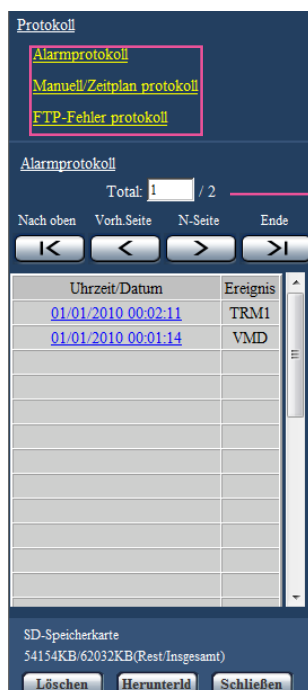 Protokoll
Alarmprotokoll
Manuell/Zeitplan protokoll
FTP-Fehler protokoll
Alarmprotokoll
Total: 1 / 2
Nach oben Vorh.Seite N-Seite Ende
Uhrzeit/Datum Ereignis
01/01/2010 00:02:11 TRM1
01/01/2010 00:01:14 VMD
SD-Speicherkarte
54154KB/62032KB(Rest/Insgesamt)
Löschen Herunterld Schließen